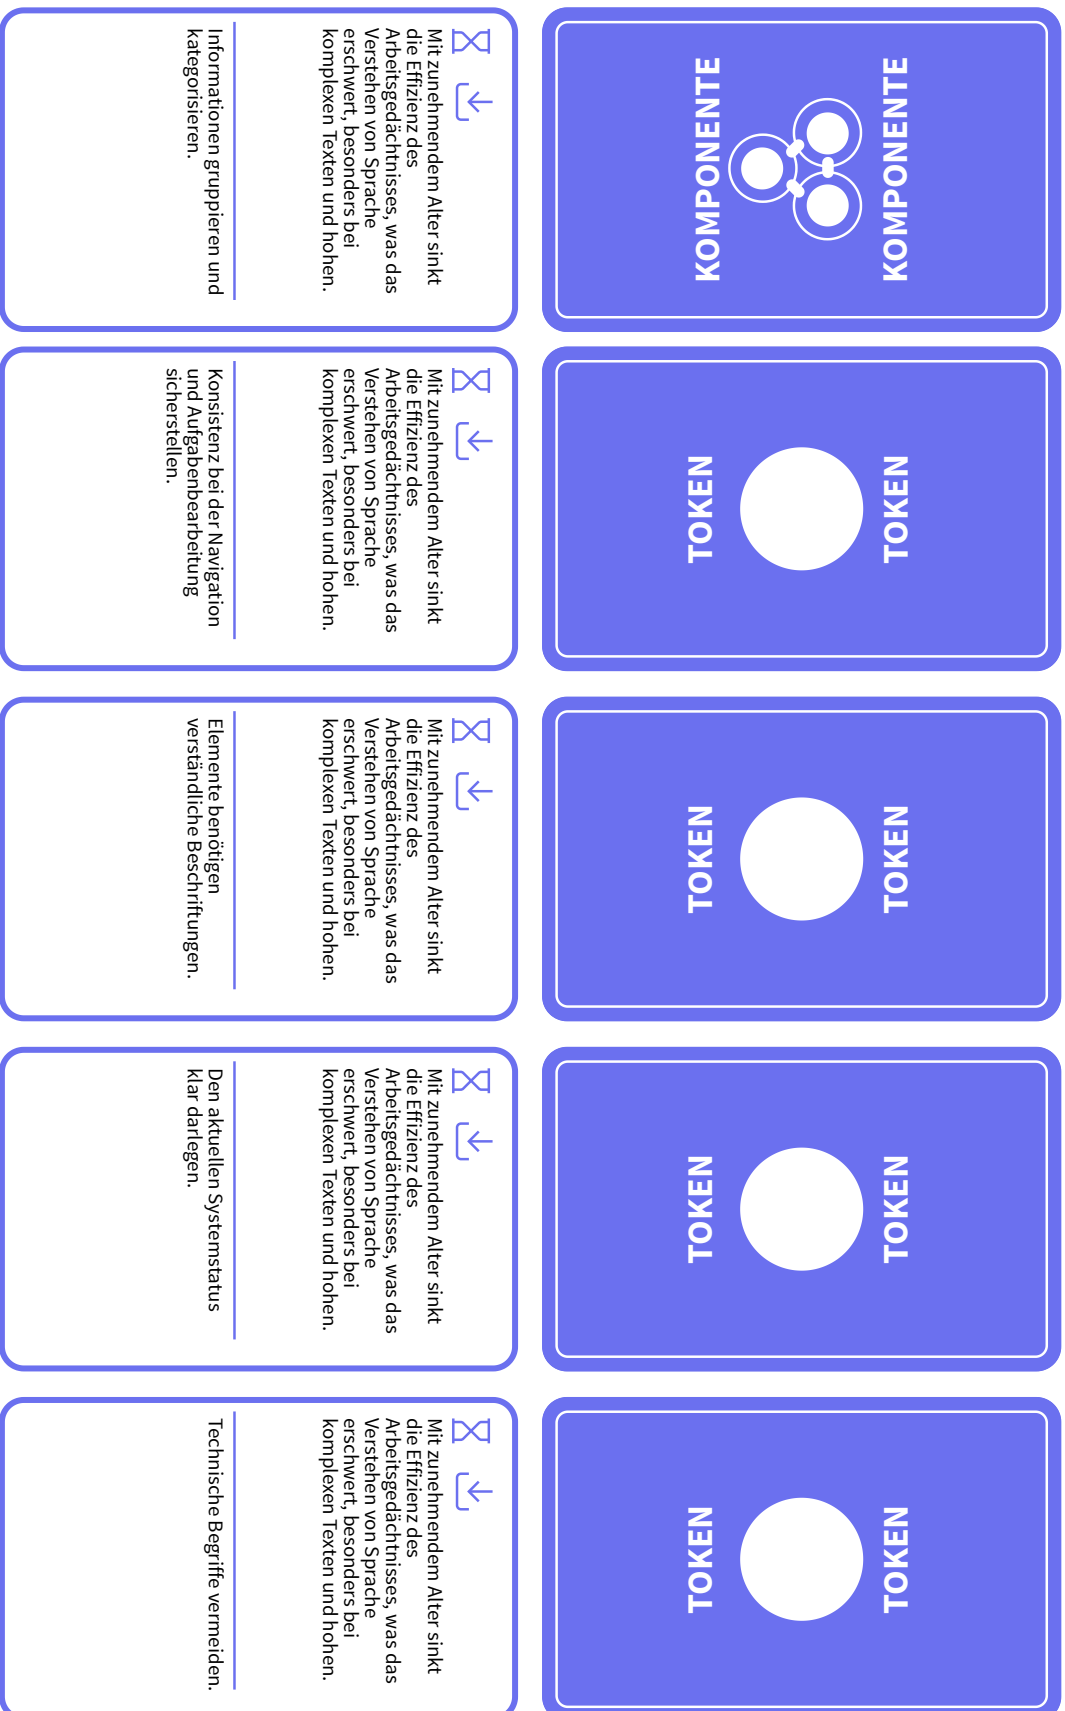 KOMPONENTE
KOMPONENTE
Mit zunehmendem Alter sinkt
die Effizienz des
Arbeitsgedächtnisses, was das
Verstehen von Sprache
erschwert, besonders bei
komplexen Texten und hohen.
Informationen gruppieren und
kategorisieren.
TOKEN
TOKEN
Mit zunehmendem Alter sinkt
die Effizienz des
Arbeitsgedächtnisses, was das
Verstehen von Sprache
erschwert, besonders bei
komplexen Texten und hohen.
Konsistenz bei der Navigation
und Aufgabenbearbeitung
sicherstellen.
TOKEN
TOKEN
Mit zunehmendem Alter sinkt
die Effizienz des
Arbeitsgedächtnisses, was das
Verstehen von Sprache
erschwert, besonders bei
komplexen Texten und hohen.
Elemente benötigen
verständliche Beschriftungen.
TOKEN
TOKEN
Mit zunehmendem Alter sinkt
die Effizienz des
Arbeitsgedächtnisses, was das
Verstehen von Sprache
erschwert, besonders bei
komplexen Texten und hohen.
Den aktuellen Systemstatus
klar darlegen.
TOKEN
TOKEN
Mit zunehmendem Alter sinkt
die Effizienz des
Arbeitsgedächtnisses, was das
Verstehen von Sprache
erschwert, besonders bei
komplexen Texten und hohen.
Technische Begriffe vermeiden.